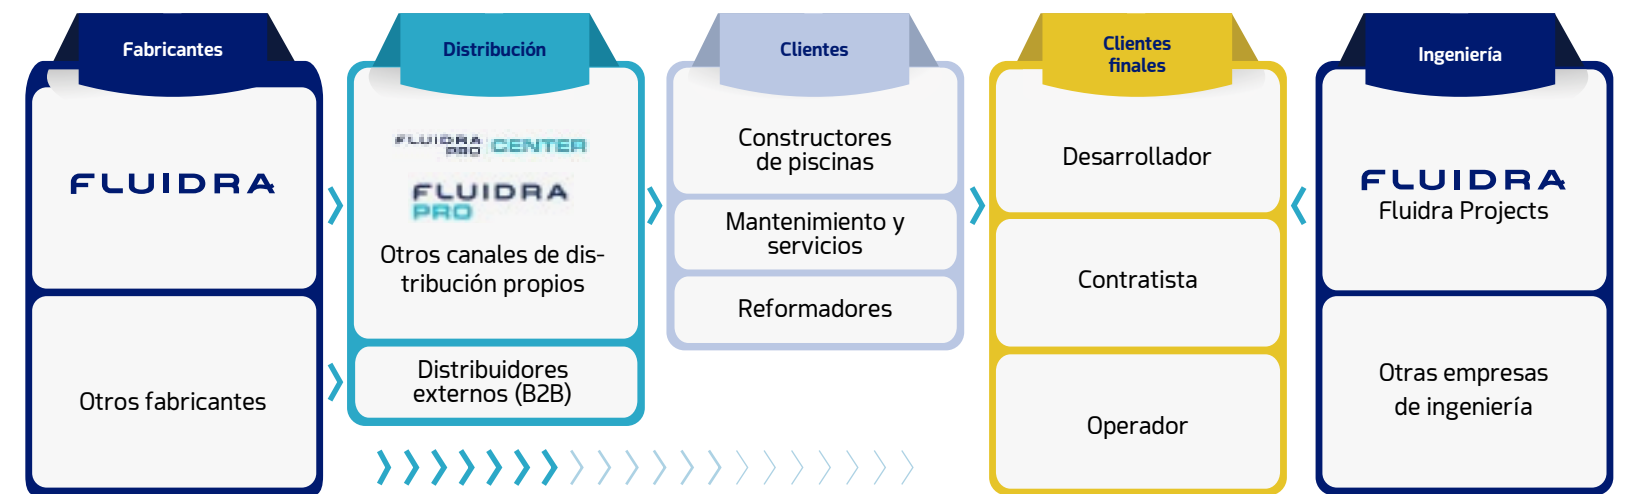 Fabricantes
FLUIDRA
Otros fabricantes
Distribución
FLUIDRA
PRO CENTER
FLUIDRA
PRO
Otros canales de dis-
tribución propios
Distribuidores
externos (B2B)
Clientes
Constructores
de piscinas
Mantenimiento y
servicios
Reformadores
Clientes
finales
Desarrollador
Contratista
Operador
Ingeniería
FLUIDRA
Fluidra Projects
Otras empresas
de ingeniería